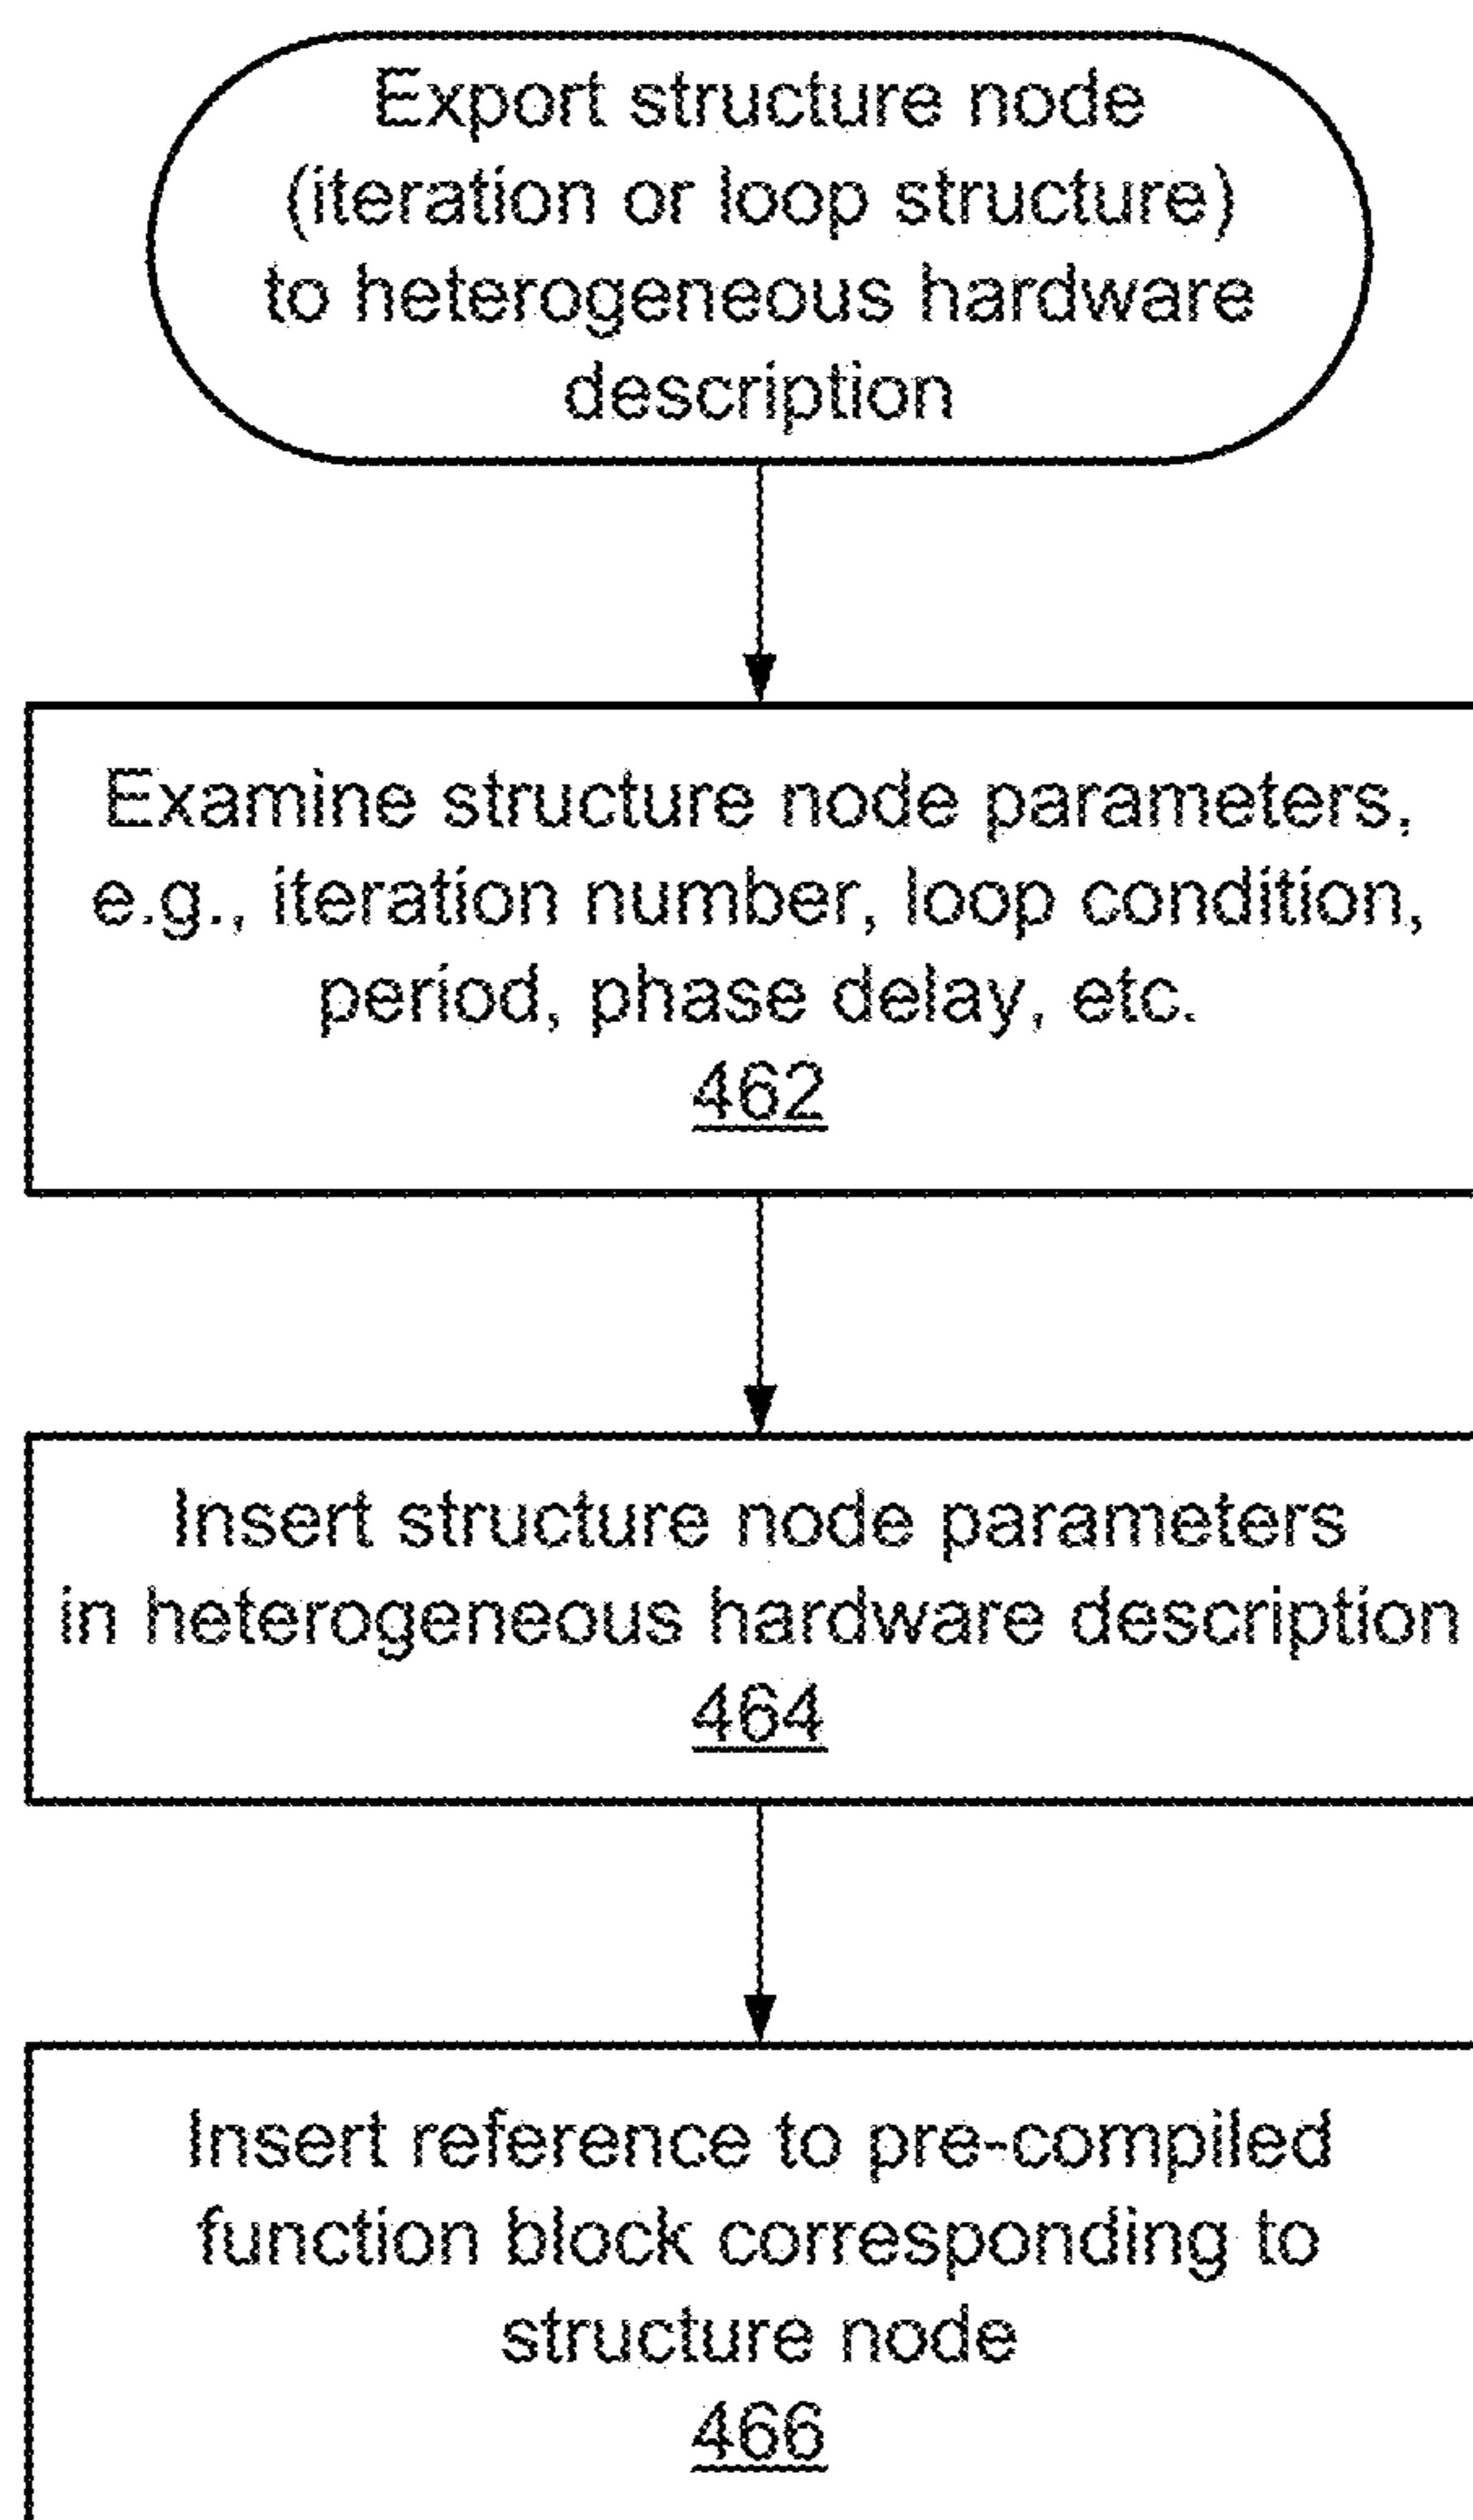 Export structure node
(iteration or loop structure)
to heterogeneous hardware
description
Examine structure node parameters,
e.g., iteration number, loop condition,
period, phase delay, etc.
462
Insert structure node parameters
in heterogeneous hardware description
464
Insert reference to pre-compiled
function block corresponding to
structure node
466